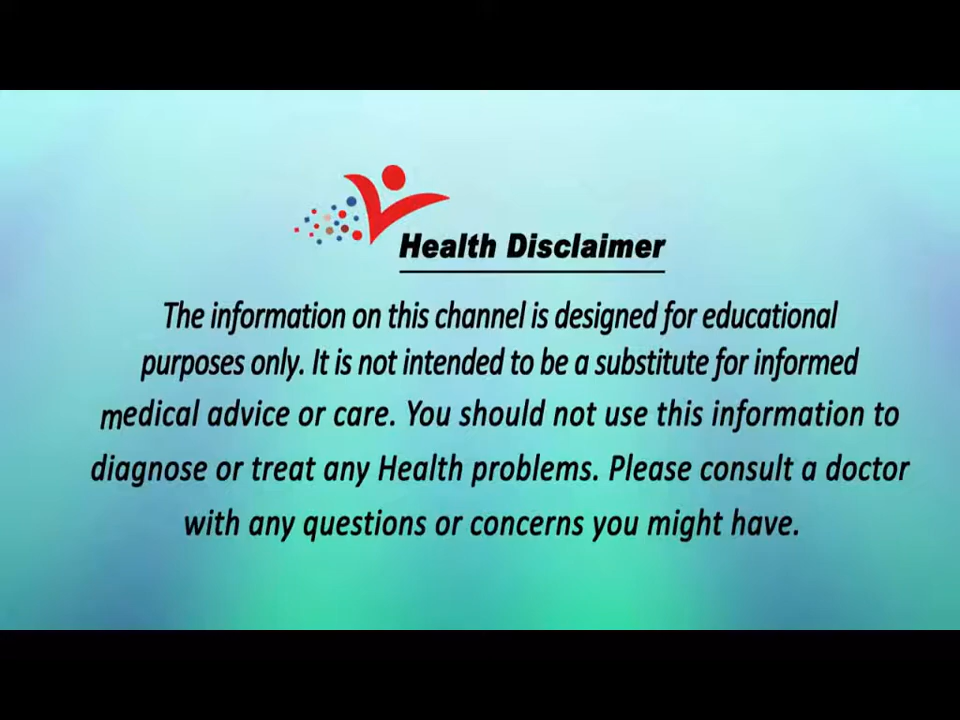 Health Disclaimer
The information on this channel is designed for educational
purposes only. It is not intended to be a substitute for informed
medical advice or care. You should not use this information to
diagnose or treat any Health problems. Please consult a doctor
with any questions or concerns you might have.